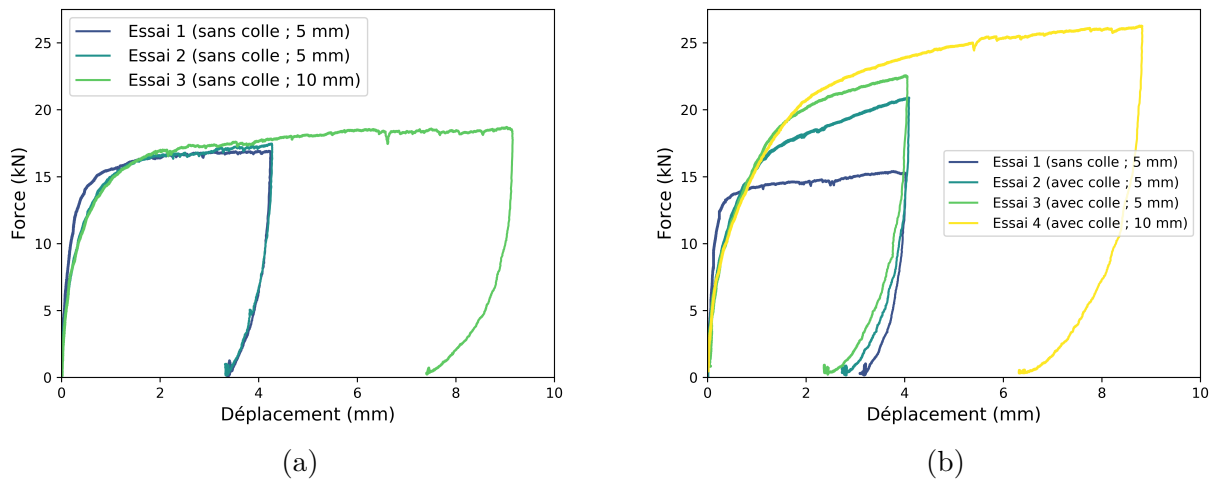 Essai 1 (sans colle ; 5 mm)
Essai 2 (sans colle ; 5 mm)
Essai 3 (sans colle ; 10 mm)
Force (kN)
25
20
15
10
5
0
0 2 4 6 8 10
Déplacement (mm)
(a)
Force (kN)
25
20
15
10
5
0
Essai 1 (sans colle ; 5 mm)
Essai 2 (avec colle ; 5 mm)
Essai 3 (avec colle ; 5 mm)
Essai 4 (avec colle ; 10 mm)
0 2 4 6 8 10
Déplacement (mm)
(b)